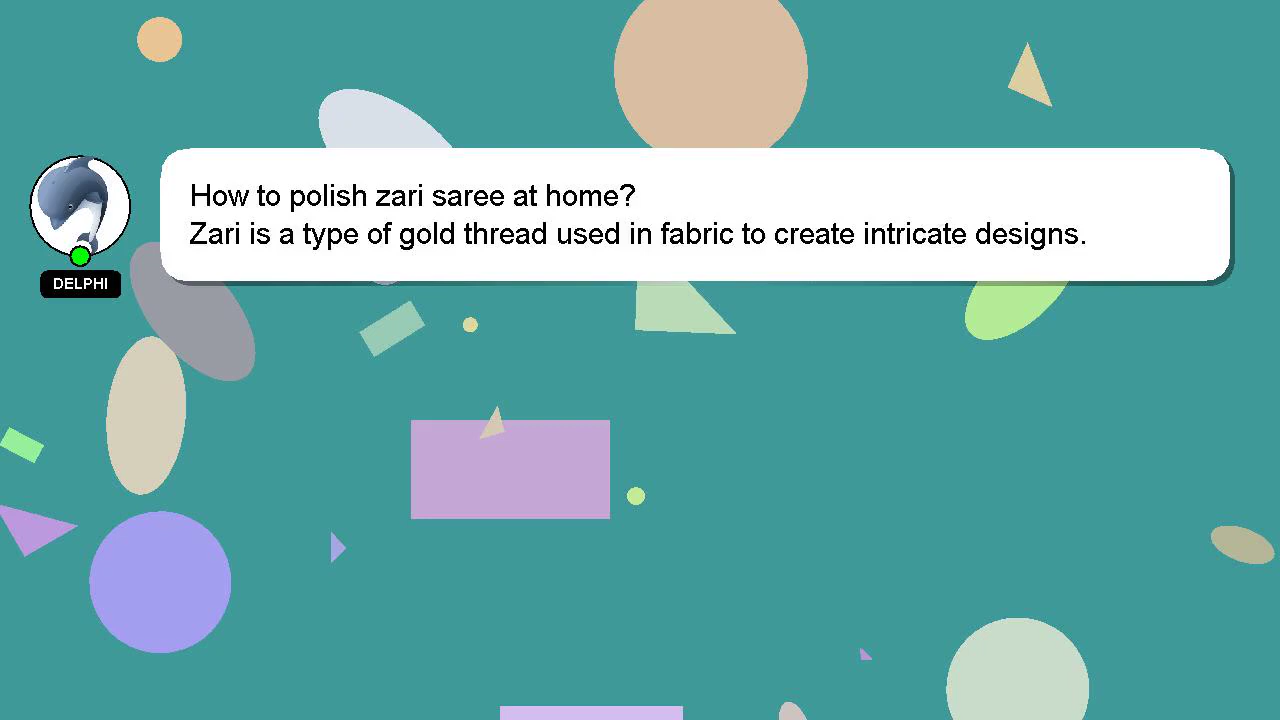 How to polish zari saree at home?
Zari is a type of gold thread used in fabric to create intricate designs.
DELPHI